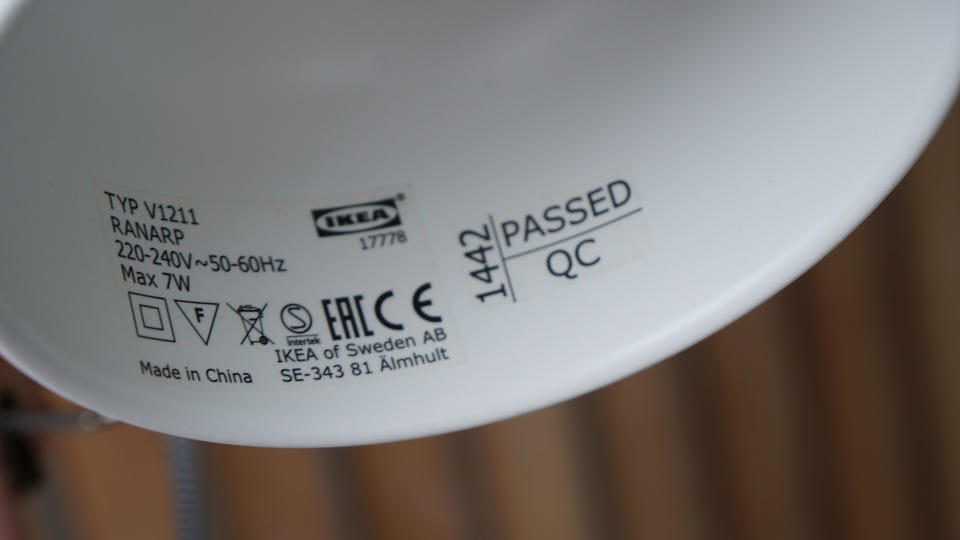 TYP V1211
RANARP
220-240V~50-60Hz
Max 7W
IKEA®
17778
F
S
Intertek
EAC CE
IKEA of Sweden AB
SE-343 81 Älmhult
Made in China
1442
PASSED
QC